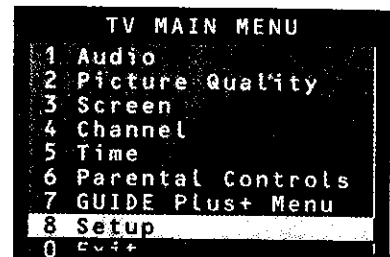 TV MAIN MENU
1 Audio
2 Picture Quality
3 Screen
4 Channel
5 Time
6 Parental Controls
7 GUIDE Plus+ Menu
8 Setup
0 Exit